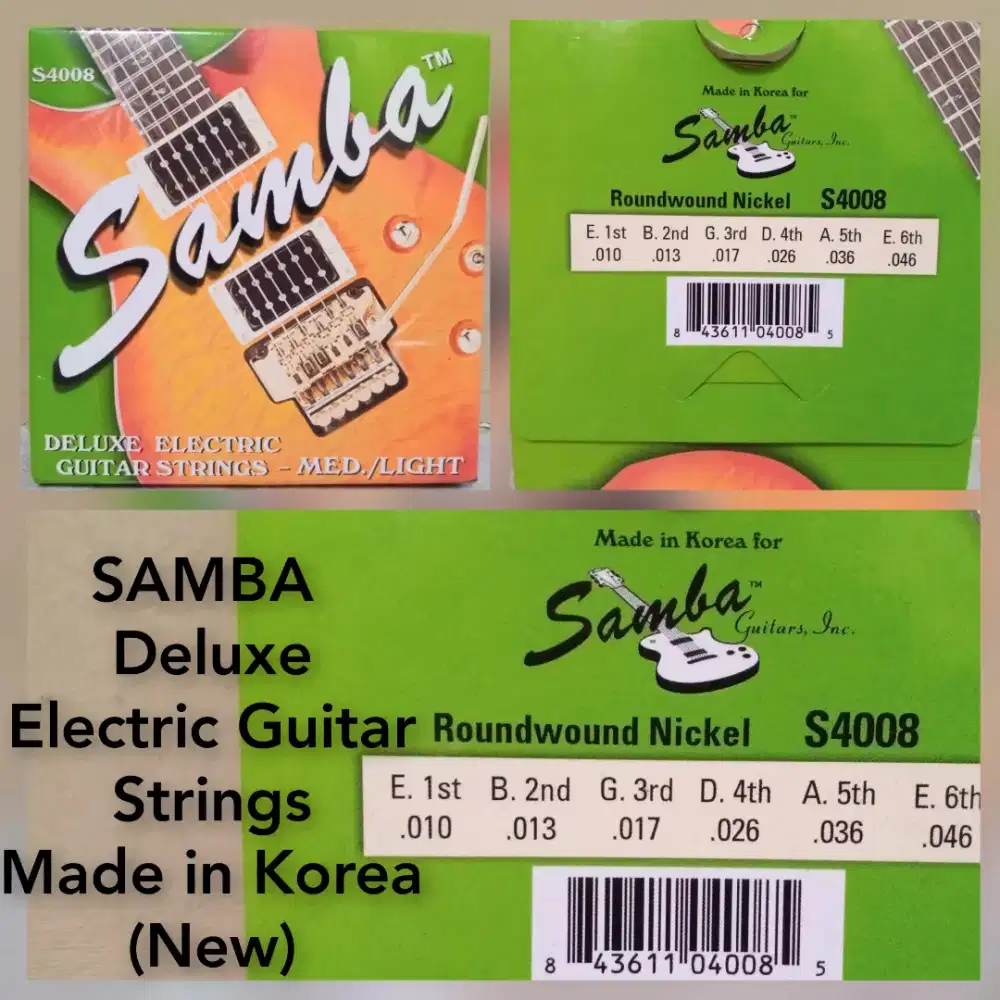 S4008
Samba™
DELUXE ELECTRIC
GUITAR STRINGS - MED./LIGHT
Made in Korea for
Samba™
Guitars, Inc.
Roundwound Nickel S4008
E. 1st B. 2nd G. 3rd D. 4th A. 5th E. 6th
.010 .013 .017 .026 .036 .046
8 43611 04008 5
SAMBA
Deluxe
Electric Guitar
Strings
Made in Korea
(New)
Made in Korea for
Samba™
Guitars, Inc.
Roundwound Nickel S4008
E. 1st B. 2nd G. 3rd D. 4th A. 5th E. 6th
.010 .013 .017 .026 .036 .046
8 43611 04008 5